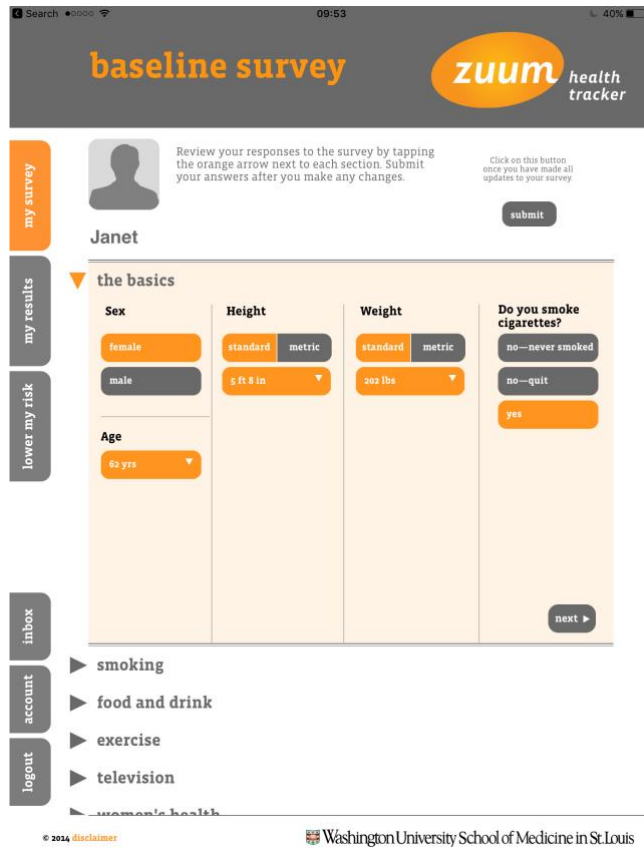 Search 09:53 40%
baseline survey
zuum health
tracker
Review your responses to the survey by tapping
the orange arrow next to each section. Submit
your answers after you make any changes.
Click on this button
once you have made all
updates to your survey
submit
Janet
my survey
my results
lower my risk
inbox
account
logout
the basics
Sex
female
male
Age
62 yrs
Height
standard metric
5 ft 8 in
Weight
standard metric
202 lbs
Do you smoke
cigarettes?
no—never smoked
no—quit
yes
next
smoking
food and drink
exercise
television
women's health
© 2014 disclaimer
Washington University School of Medicine in St. Louis